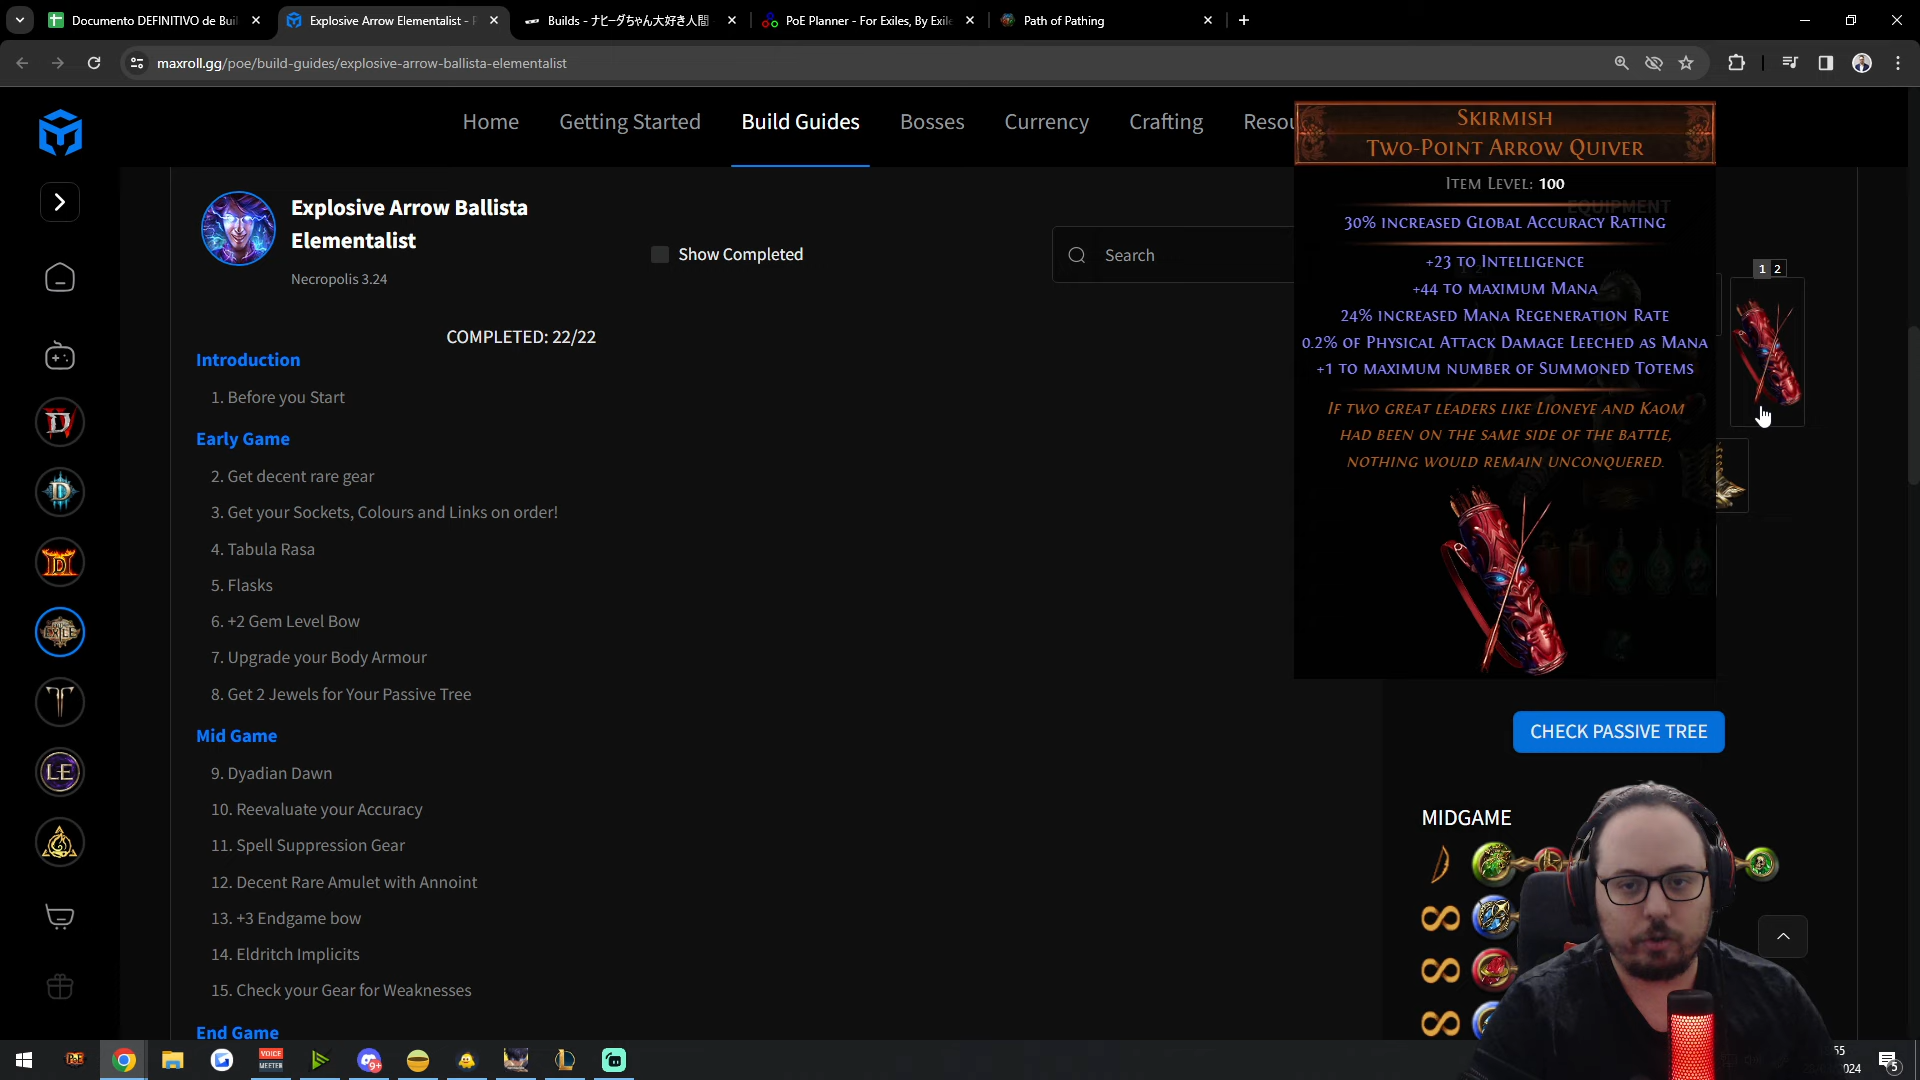 Documento DEFINITIVO de Buil
Explosive Arrow Elementalist - P
Builds - ナヒーダちゃん大好き人間
PoE Planner - For Exiles, By Exile
Path of Pathing
maxroll.gg/poe/build-guides/explosive-arrow-ballista-elementalist
Home
Getting Started
Build Guides
Bosses
Currency
Crafting
Resou
Explosive Arrow Ballista
Elementalist
Necropolis 3.24
Show Completed
Search
COMPLETED: 22/22
Introduction
1. Before you Start
Early Game
2. Get decent rare gear
3. Get your Sockets, Colours and Links on order!
4. Tabula Rasa
5. Flasks
6. +2 Gem Level Bow
7. Upgrade your Body Armour
8. Get 2 Jewels for Your Passive Tree
Mid Game
9. Dyadian Dawn
10. Reevaluate your Accuracy
11. Spell Suppression Gear
12. Decent Rare Amulet with Annoint
13. +3 Endgame bow
14. Eldritch Implicits
15. Check your Gear for Weaknesses
End Game
Skirmish
Two-Point Arrow Quiver
Item Level: 100
EQUIPMENT
30% increased Global Accuracy Rating
+23 to Intelligence
+44 to maximum Mana
24% increased Mana Regeneration Rate
0.2% of Physical Attack Damage Leeched as Mana
+1 to maximum number of Summoned Totems
If two great leaders like Lioneye and Kaom
had been on the same side of the battle,
nothing would remain unconquered.
1 2
CHECK PASSIVE TREE
MIDGAME
LE
VOICE
MEETER
9+
55
024
5